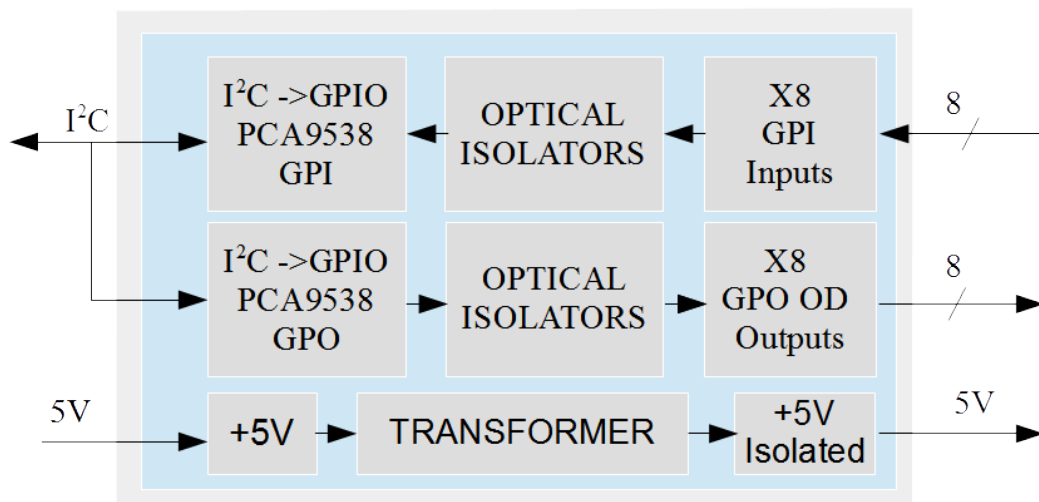 I²C
I²C ->GPIO
PCA9538
GPI
OPTICAL
ISOLATORS
X8
GPI
Inputs
8
I²C ->GPIO
PCA9538
GPO
OPTICAL
ISOLATORS
X8
GPO OD
Outputs
8
5V
+5V
TRANSFORMER
+5V
Isolated
5V